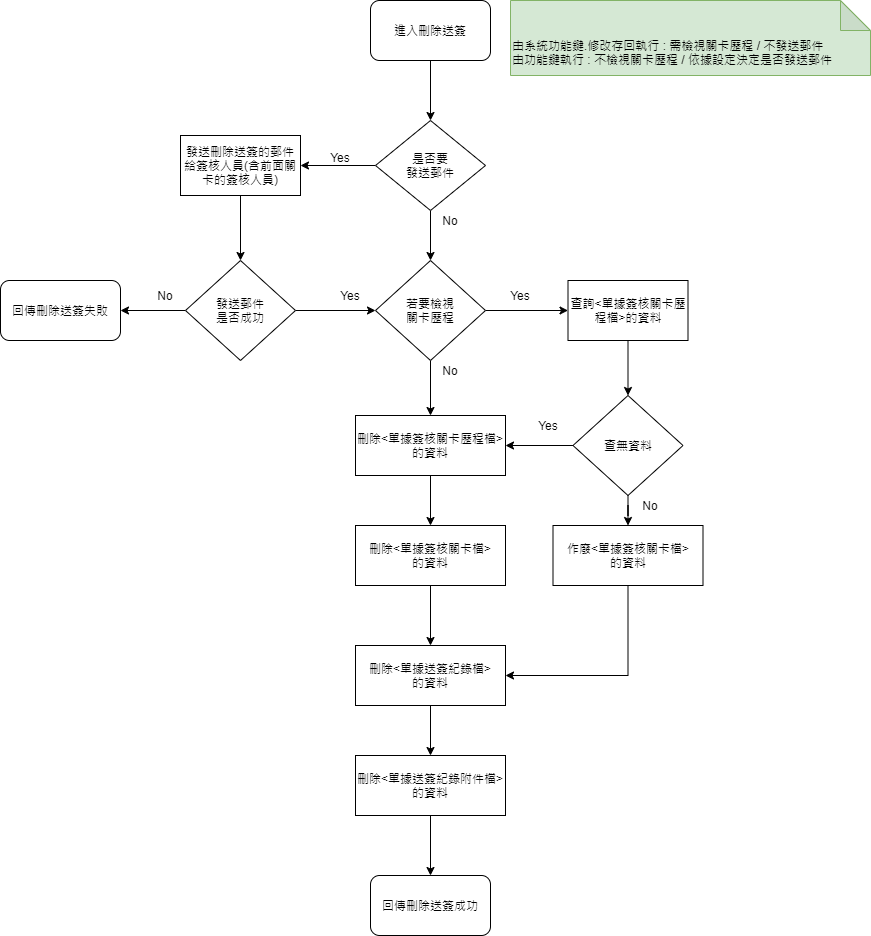 進入刪除送簽
由系統功能鍵.修改存回執行 : 需檢視關卡歷程 / 不發送郵件
由功能鍵執行 : 不檢視關卡歷程 / 依據設定決定是否發送郵件
發送刪除送簽的郵件
給簽核人員(含前面關
卡的簽核人員)
Yes
是否要
發送郵件
No
回傳刪除送簽失敗
No
發送郵件
是否成功
Yes
若要檢視
關卡歷程
Yes
查詢<單據簽核關卡歷
程檔>的資料
No
刪除<單據簽核關卡歷程檔>
的資料
Yes
查無資料
No
刪除<單據簽核關卡檔>
的資料
作廢<單據簽核關卡檔>
的資料
刪除<單據送簽紀錄檔>
的資料
刪除<單據送簽紀錄附件檔>
的資料
回傳刪除送簽成功